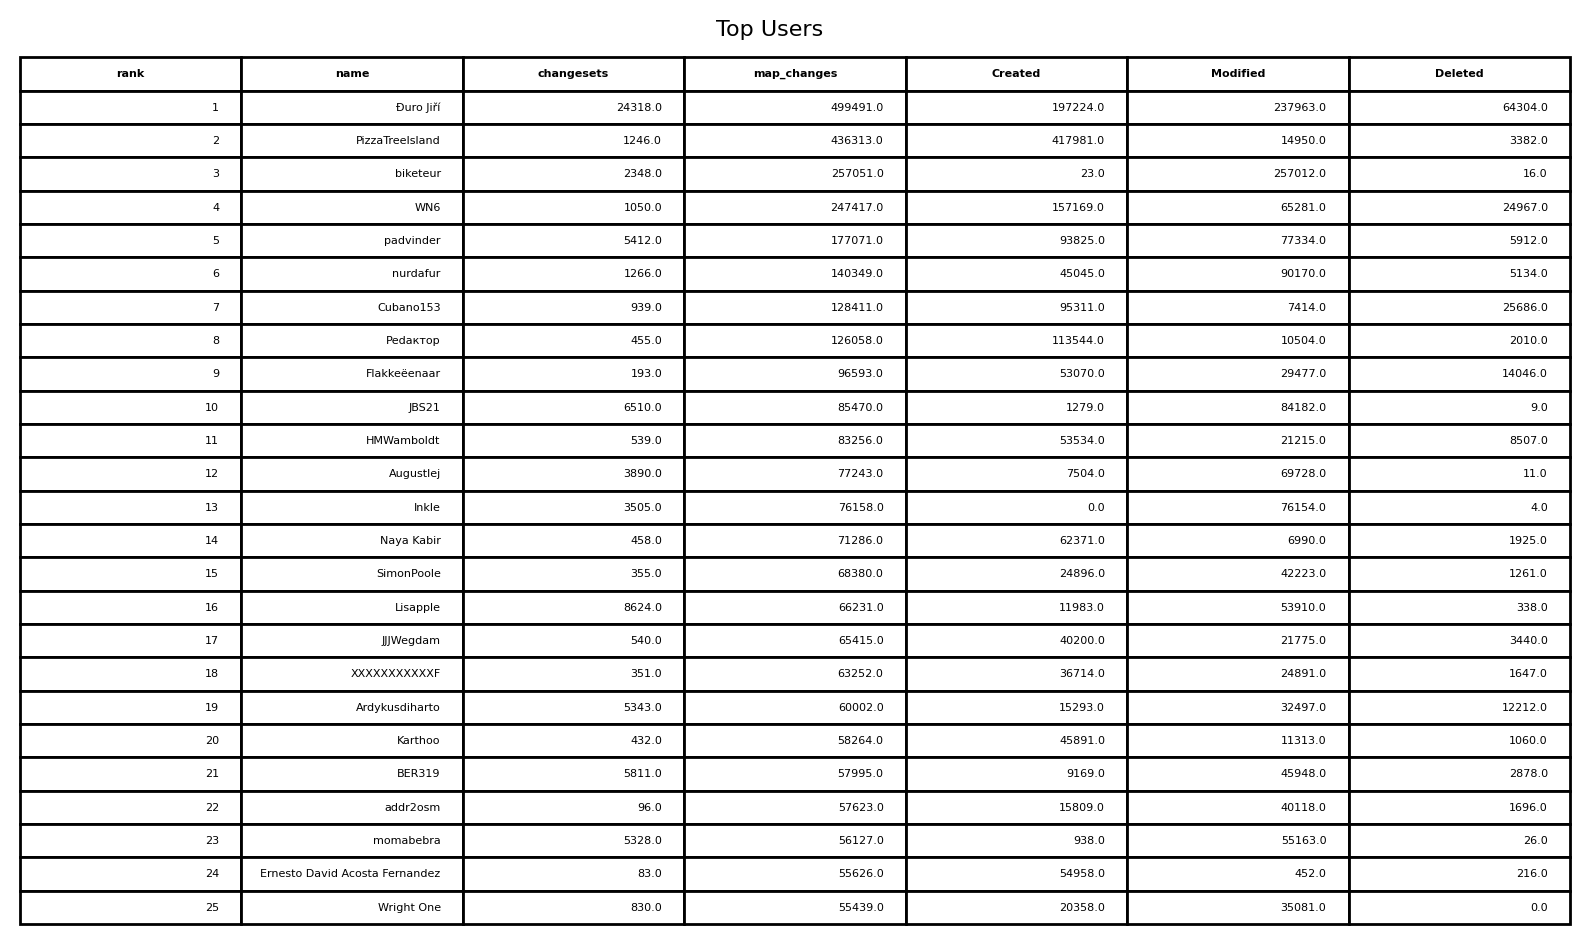 Top Users
rank name changesets map_changes Created Modified Deleted
1 Đuro Jiří 24318.0 499491.0 197224.0 237963.0 64304.0
2 PizzaTreeIsland 1246.0 436313.0 417981.0 14950.0 3382.0
3 biketeur 2348.0 257051.0 23.0 257012.0 16.0
4 WN6 1050.0 247417.0 157169.0 65281.0 24967.0
5 padvinder 5412.0 177071.0 93825.0 77334.0 5912.0
6 nurdafur 1266.0 140349.0 45045.0 90170.0 5134.0
7 Cubano153 939.0 128411.0 95311.0 7414.0 25686.0
8 Pedaктор 455.0 126058.0 113544.0 10504.0 2010.0
9 Flakkeëenaar 193.0 96593.0 53070.0 29477.0 14046.0
10 JBS21 6510.0 85470.0 1279.0 84182.0 9.0
11 HMWamboldt 539.0 83256.0 53534.0 21215.0 8507.0
12 Augustlej 3890.0 77243.0 7504.0 69728.0 11.0
13 Inkle 3505.0 76158.0 0.0 76154.0 4.0
14 Naya Kabir 458.0 71286.0 62371.0 6990.0 1925.0
15 SimonPoole 355.0 68380.0 24896.0 42223.0 1261.0
16 Lisapple 8624.0 66231.0 11983.0 53910.0 338.0
17 JJJWegdam 540.0 65415.0 40200.0 21775.0 3440.0
18 XXXXXXXXXXXF 351.0 63252.0 36714.0 24891.0 1647.0
19 Ardykusdiharto 5343.0 60002.0 15293.0 32497.0 12212.0
20 Karthoo 432.0 58264.0 45891.0 11313.0 1060.0
21 BER319 5811.0 57995.0 9169.0 45948.0 2878.0
22 addr2osm 96.0 57623.0 15809.0 40118.0 1696.0
23 momabebra 5328.0 56127.0 938.0 55163.0 26.0
24 Ernesto David Acosta Fernandez 83.0 55626.0 54958.0 452.0 216.0
25 Wright One 830.0 55439.0 20358.0 35081.0 0.0